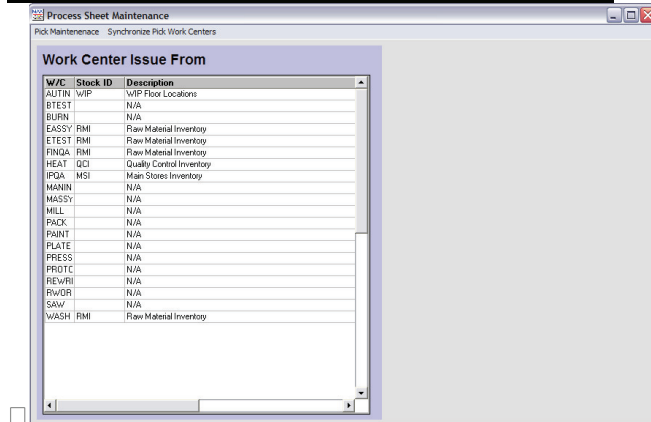 Process Sheet Maintenance
Pick Maintenenace Synchronize Pick Work Centers
Work Center Issue From
W/C Stock ID Description
AUTIN WIP WIP Floor Locations
BTEST N/A
BURN N/A
EASSY RMI Raw Material Inventory
ETEST RMI Raw Material Inventory
FINQA RMI Raw Material Inventory
HEAT QCI Quality Control Inventory
IPQA MSI Main Stores Inventory
MANIN N/A
MASSY N/A
MILL N/A
PACK N/A
PAINT N/A
PLATE N/A
PRESS N/A
PROTC N/A
REWRI N/A
RWOR N/A
SAW N/A
WASH RMI Raw Material Inventory